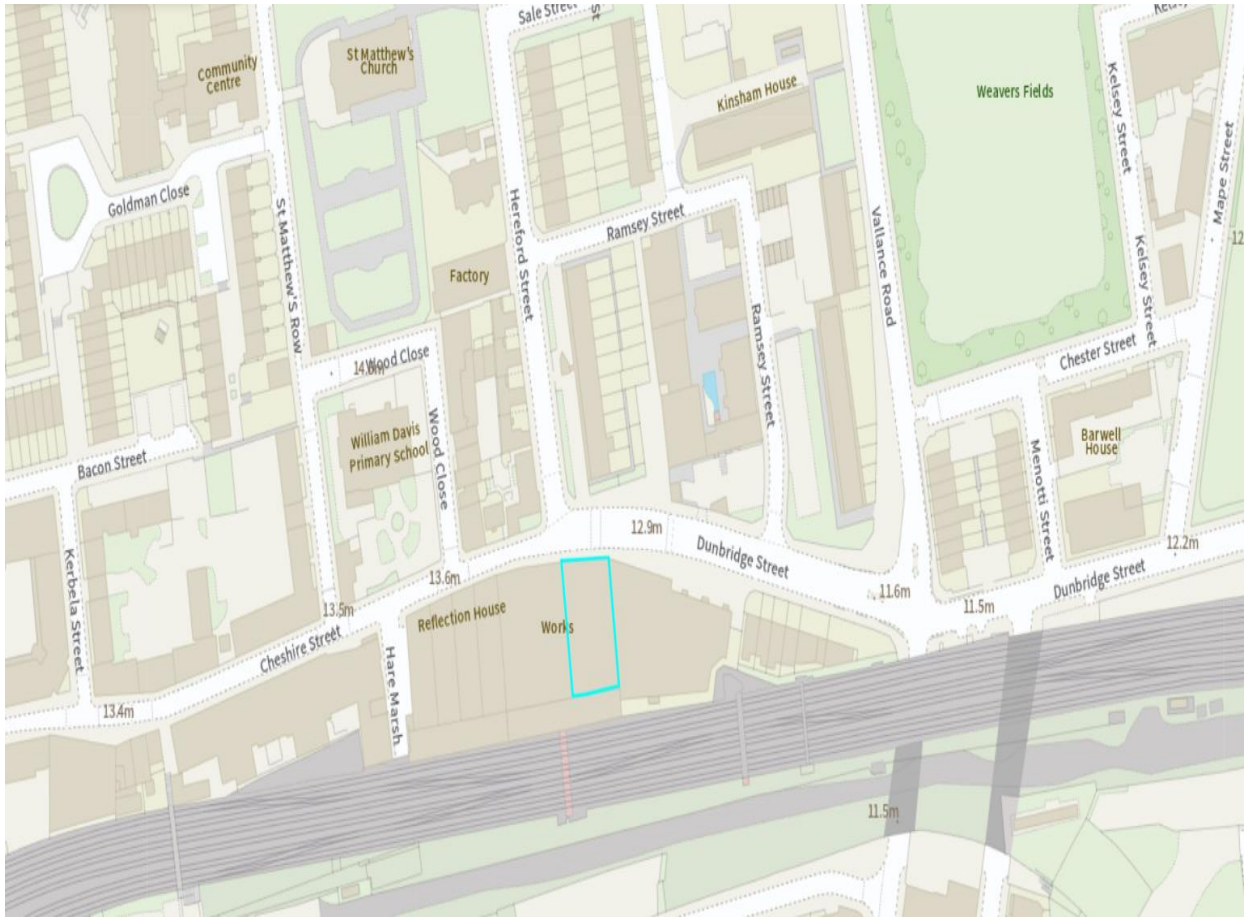 Sale Street
St
Kelsey
St Matthew's
Church
Community
Centre
Kinsham House
Weavers Fields
Kelsey Street
Mape Street
Goldman Close
St Matthew'S Row
Hereford Street
Ramsey Street
Vallance Road
Kelsey Street
12
Factory
Ramsey Street
Wood Close
Chester Street
William Davis
Primary School
Wood Close
Barwell
House
Menotti Street
Bacon Street
Kerbela Street
12.9m
Dunbridge Street
12.2m
13.6m
Dunbridge Street
11.6m
11.5m
13.5m
Reflection House
Works
Cheshire Street
Hare Marsh
13.4m
11.5m